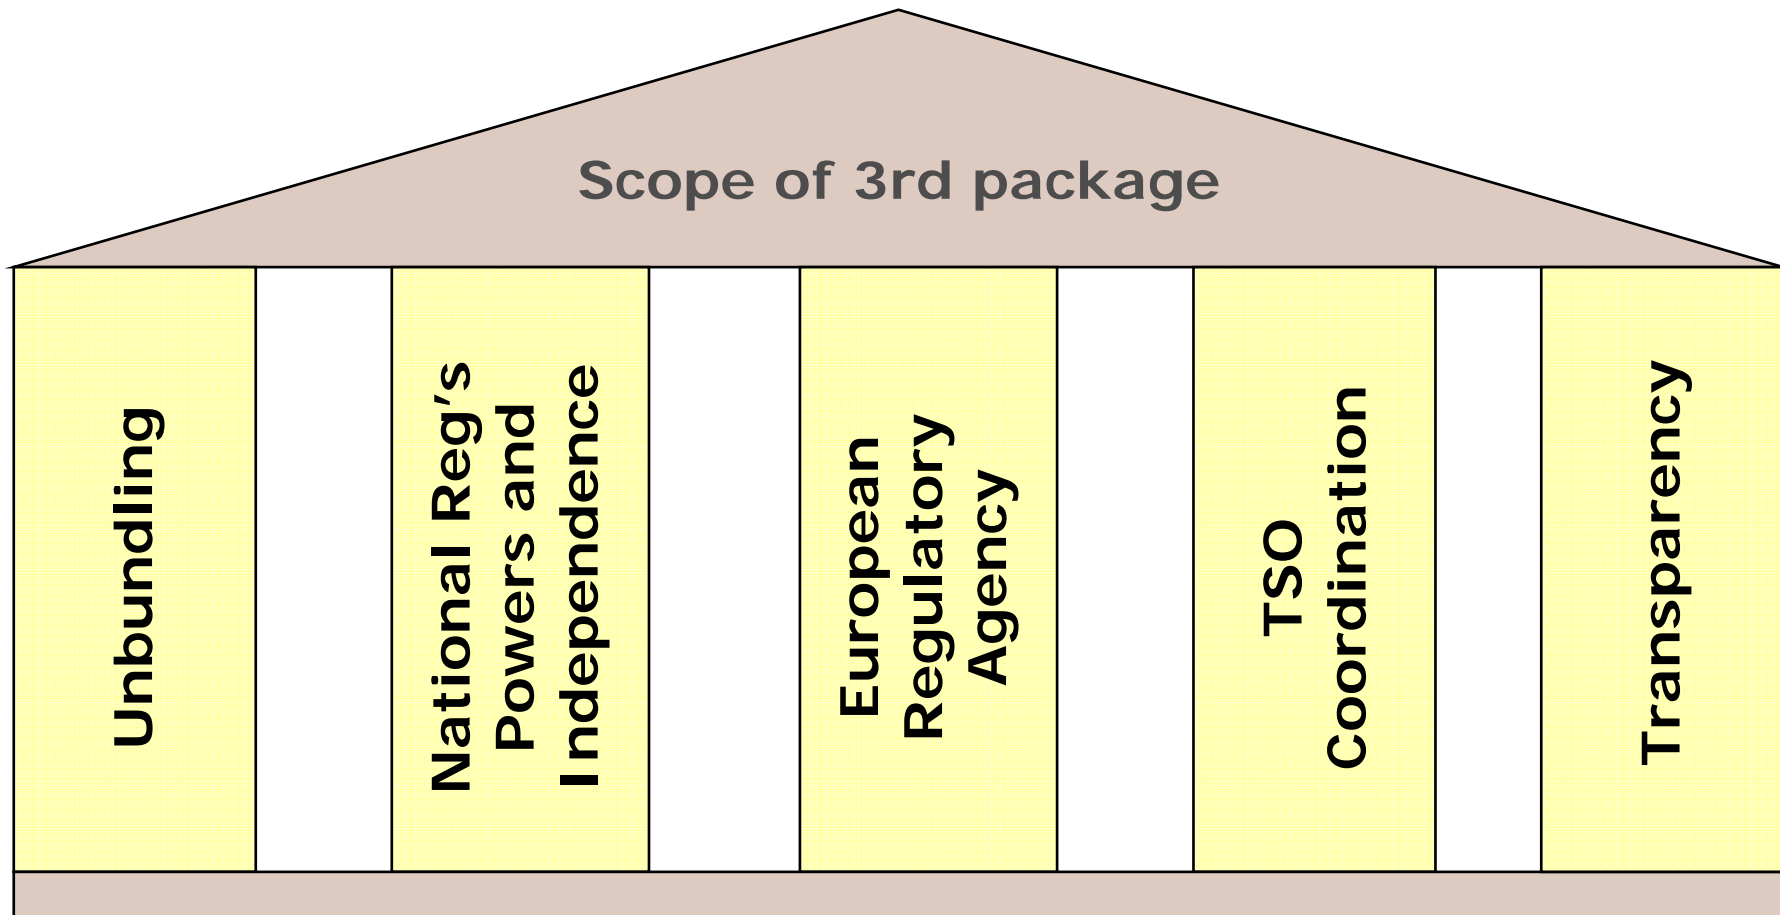 Scope of 3rd package
Unbundling
National Reg’s
Powers and
Independence
European
Regulatory
Agency
TSO
Coordination
Transparency